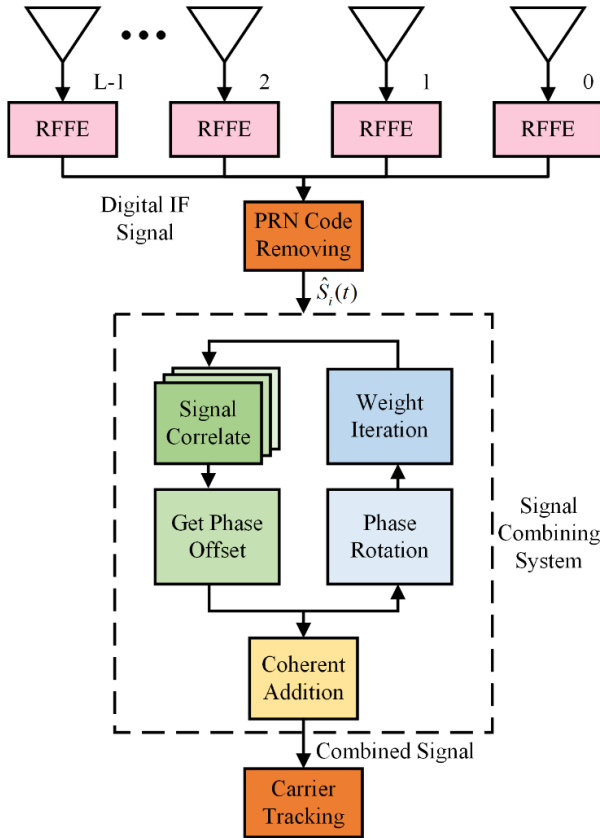 L-1
2
1
0
RFFE
RFFE
RFFE
RFFE
Digital IF
Signal
PRN Code
Removing
Ŝᵢ(t)
Signal
Correlate
Weight
Iteration
Get Phase
Offset
Phase
Rotation
Signal
Combining
System
Coherent
Addition
Combined Signal
Carrier
Tracking